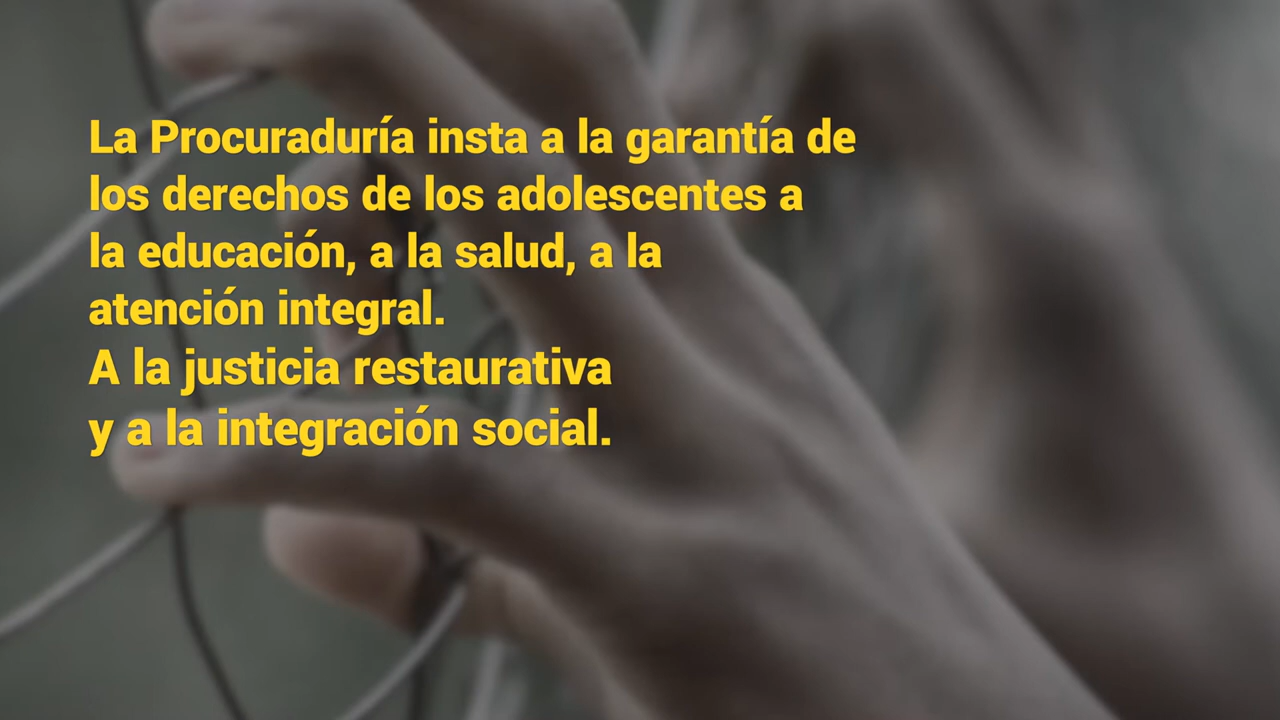 La Procuraduría insta a la garantía de
los derechos de los adolescentes a
la educación, a la salud, a la
atención integral.
A la justicia restaurativa
y a la integración social.